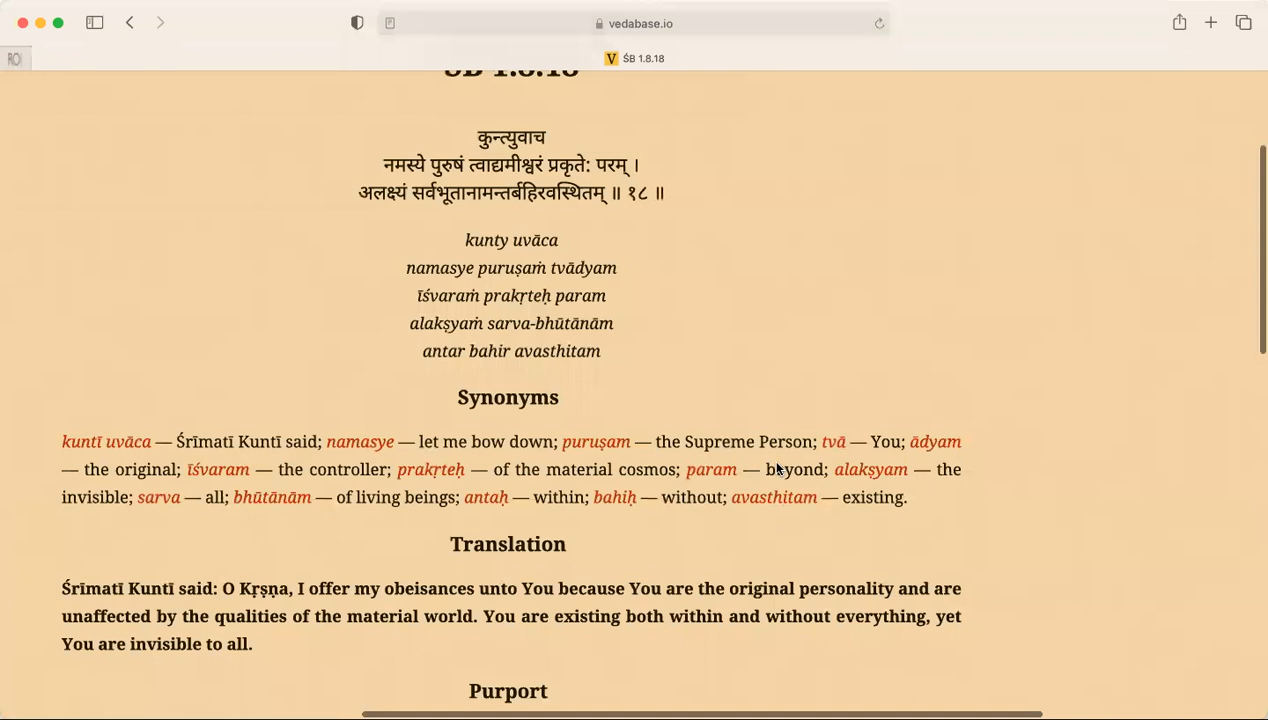 vedabase.io
ŚB 1.8.18
ŚB 1.8.18
कुन्त्युवाच
नमस्ये पुरुषं त्वाद्यमीश्वरं प्रकृते: परम् ।
अलक्ष्यं सर्वभूतानामन्तर्बहिरवस्थितम् ॥ १८ ॥
kunty uvāca
namasye puruṣaṁ tvādyam
īśvaraṁ prakṛteḥ param
alakṣyaṁ sarva-bhūtānām
antar bahir avasthitam
Synonyms
kuntī uvāca — Śrīmatī Kuntī said; namasye — let me bow down; puruṣam — the Supreme Person; tvā — You; ādyam
— the original; īśvaram — the controller; prakṛteḥ — of the material cosmos; param — beyond; alakṣyam — the
invisible; sarva — all; bhūtānām — of living beings; antaḥ — within; bahiḥ — without; avasthitam — existing.
Translation
Śrīmatī Kuntī said: O Kṛṣṇa, I offer my obeisances unto You because You are the original personality and are
unaffected by the qualities of the material world. You are existing both within and without everything, yet
You are invisible to all.
Purport